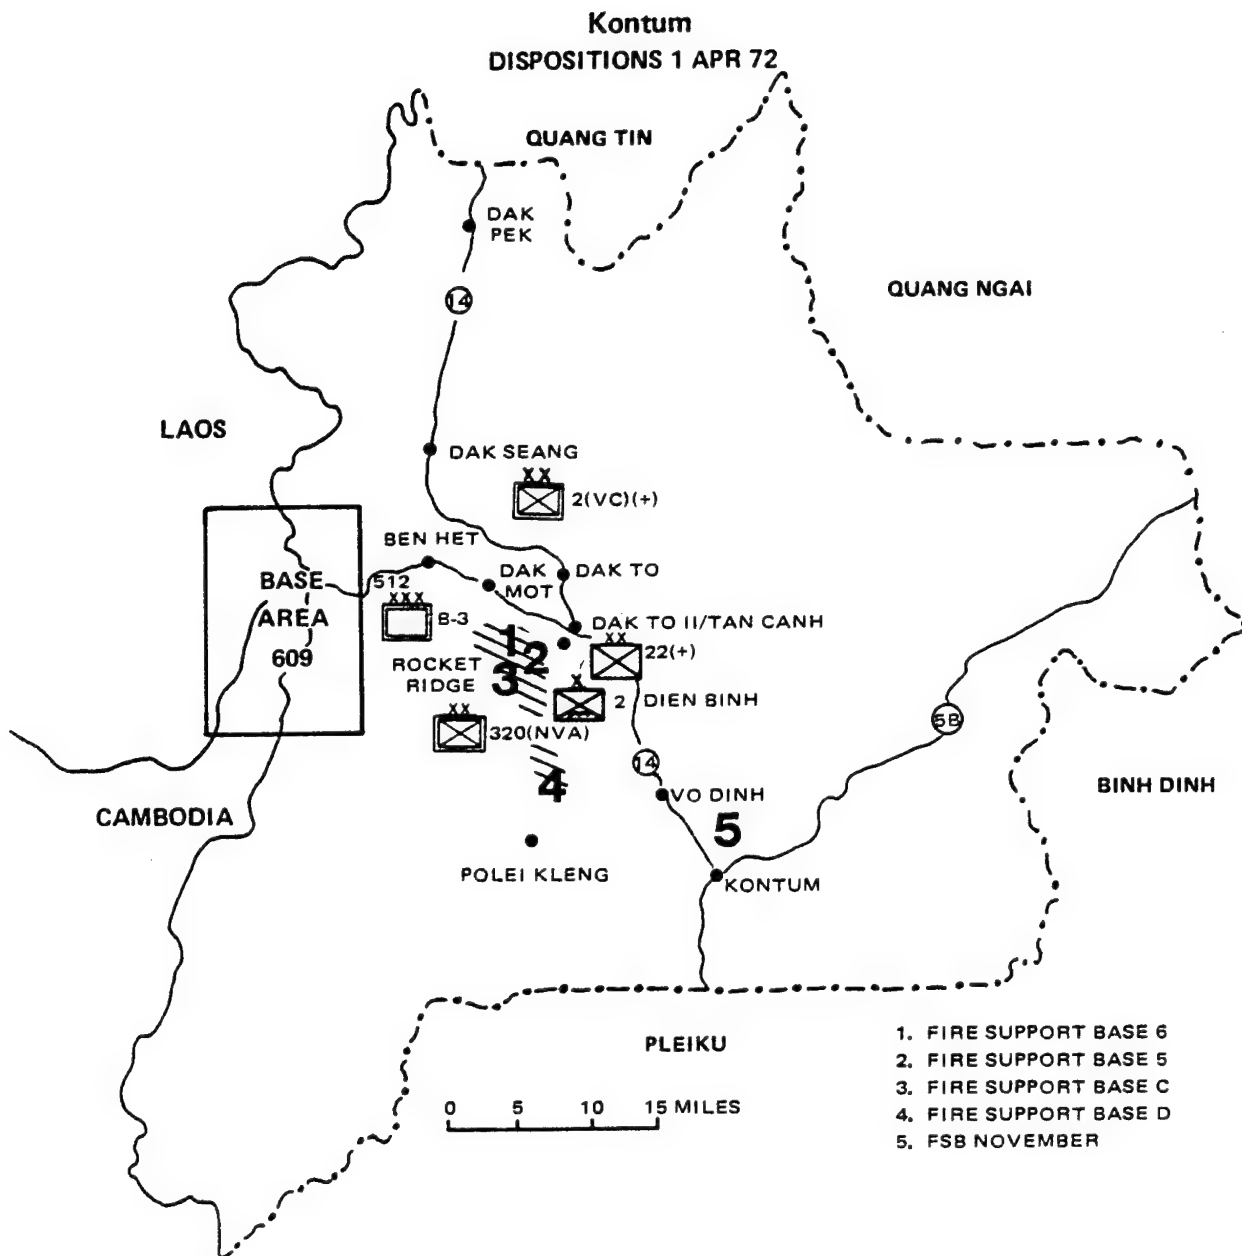 Kontum
DISPOSITIONS 1 APR 72
QUANG TIN
DAK
PEK
14
QUANG NGAI
LAOS
DAK SEANG
XX
2(VC)(+)
BEN HET
512
BASE
AREA
609
XXX
B-3
DAK
MOT
DAK TO
DAK TO II/TAN CANH
1
2
3
XX
22(+)
ROCKET
RIDGE
X
2
DIEN BINH
XX
320(NVA)
4
14
5B
VO DINH
5
CAMBODIA
BINH DINH
POLEI KLENG
KONTUM
PLEIKU
0 5 10 15 MILES
1. FIRE SUPPORT BASE 6
2. FIRE SUPPORT BASE 5
3. FIRE SUPPORT BASE C
4. FIRE SUPPORT BASE D
5. FSB NOVEMBER